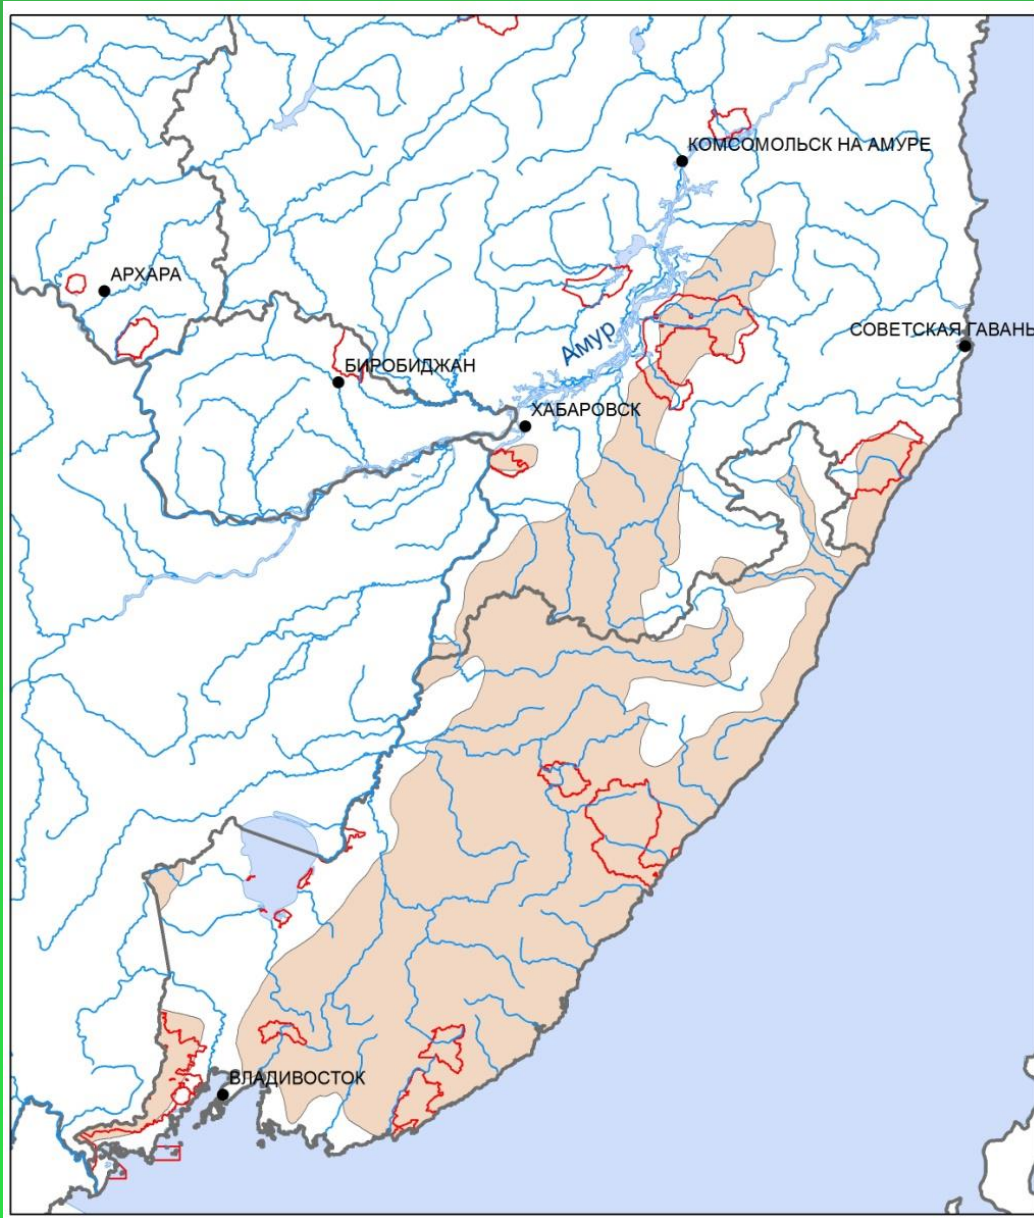 КОМСОМОЛЬСК НА АМУРЕ
АРХАРА
СОВЕТСКАЯ ГАВАНЬ
Амур
БИРОБИДЖАН
ХАБАРОВСК
ВЛАДИВОСТОК